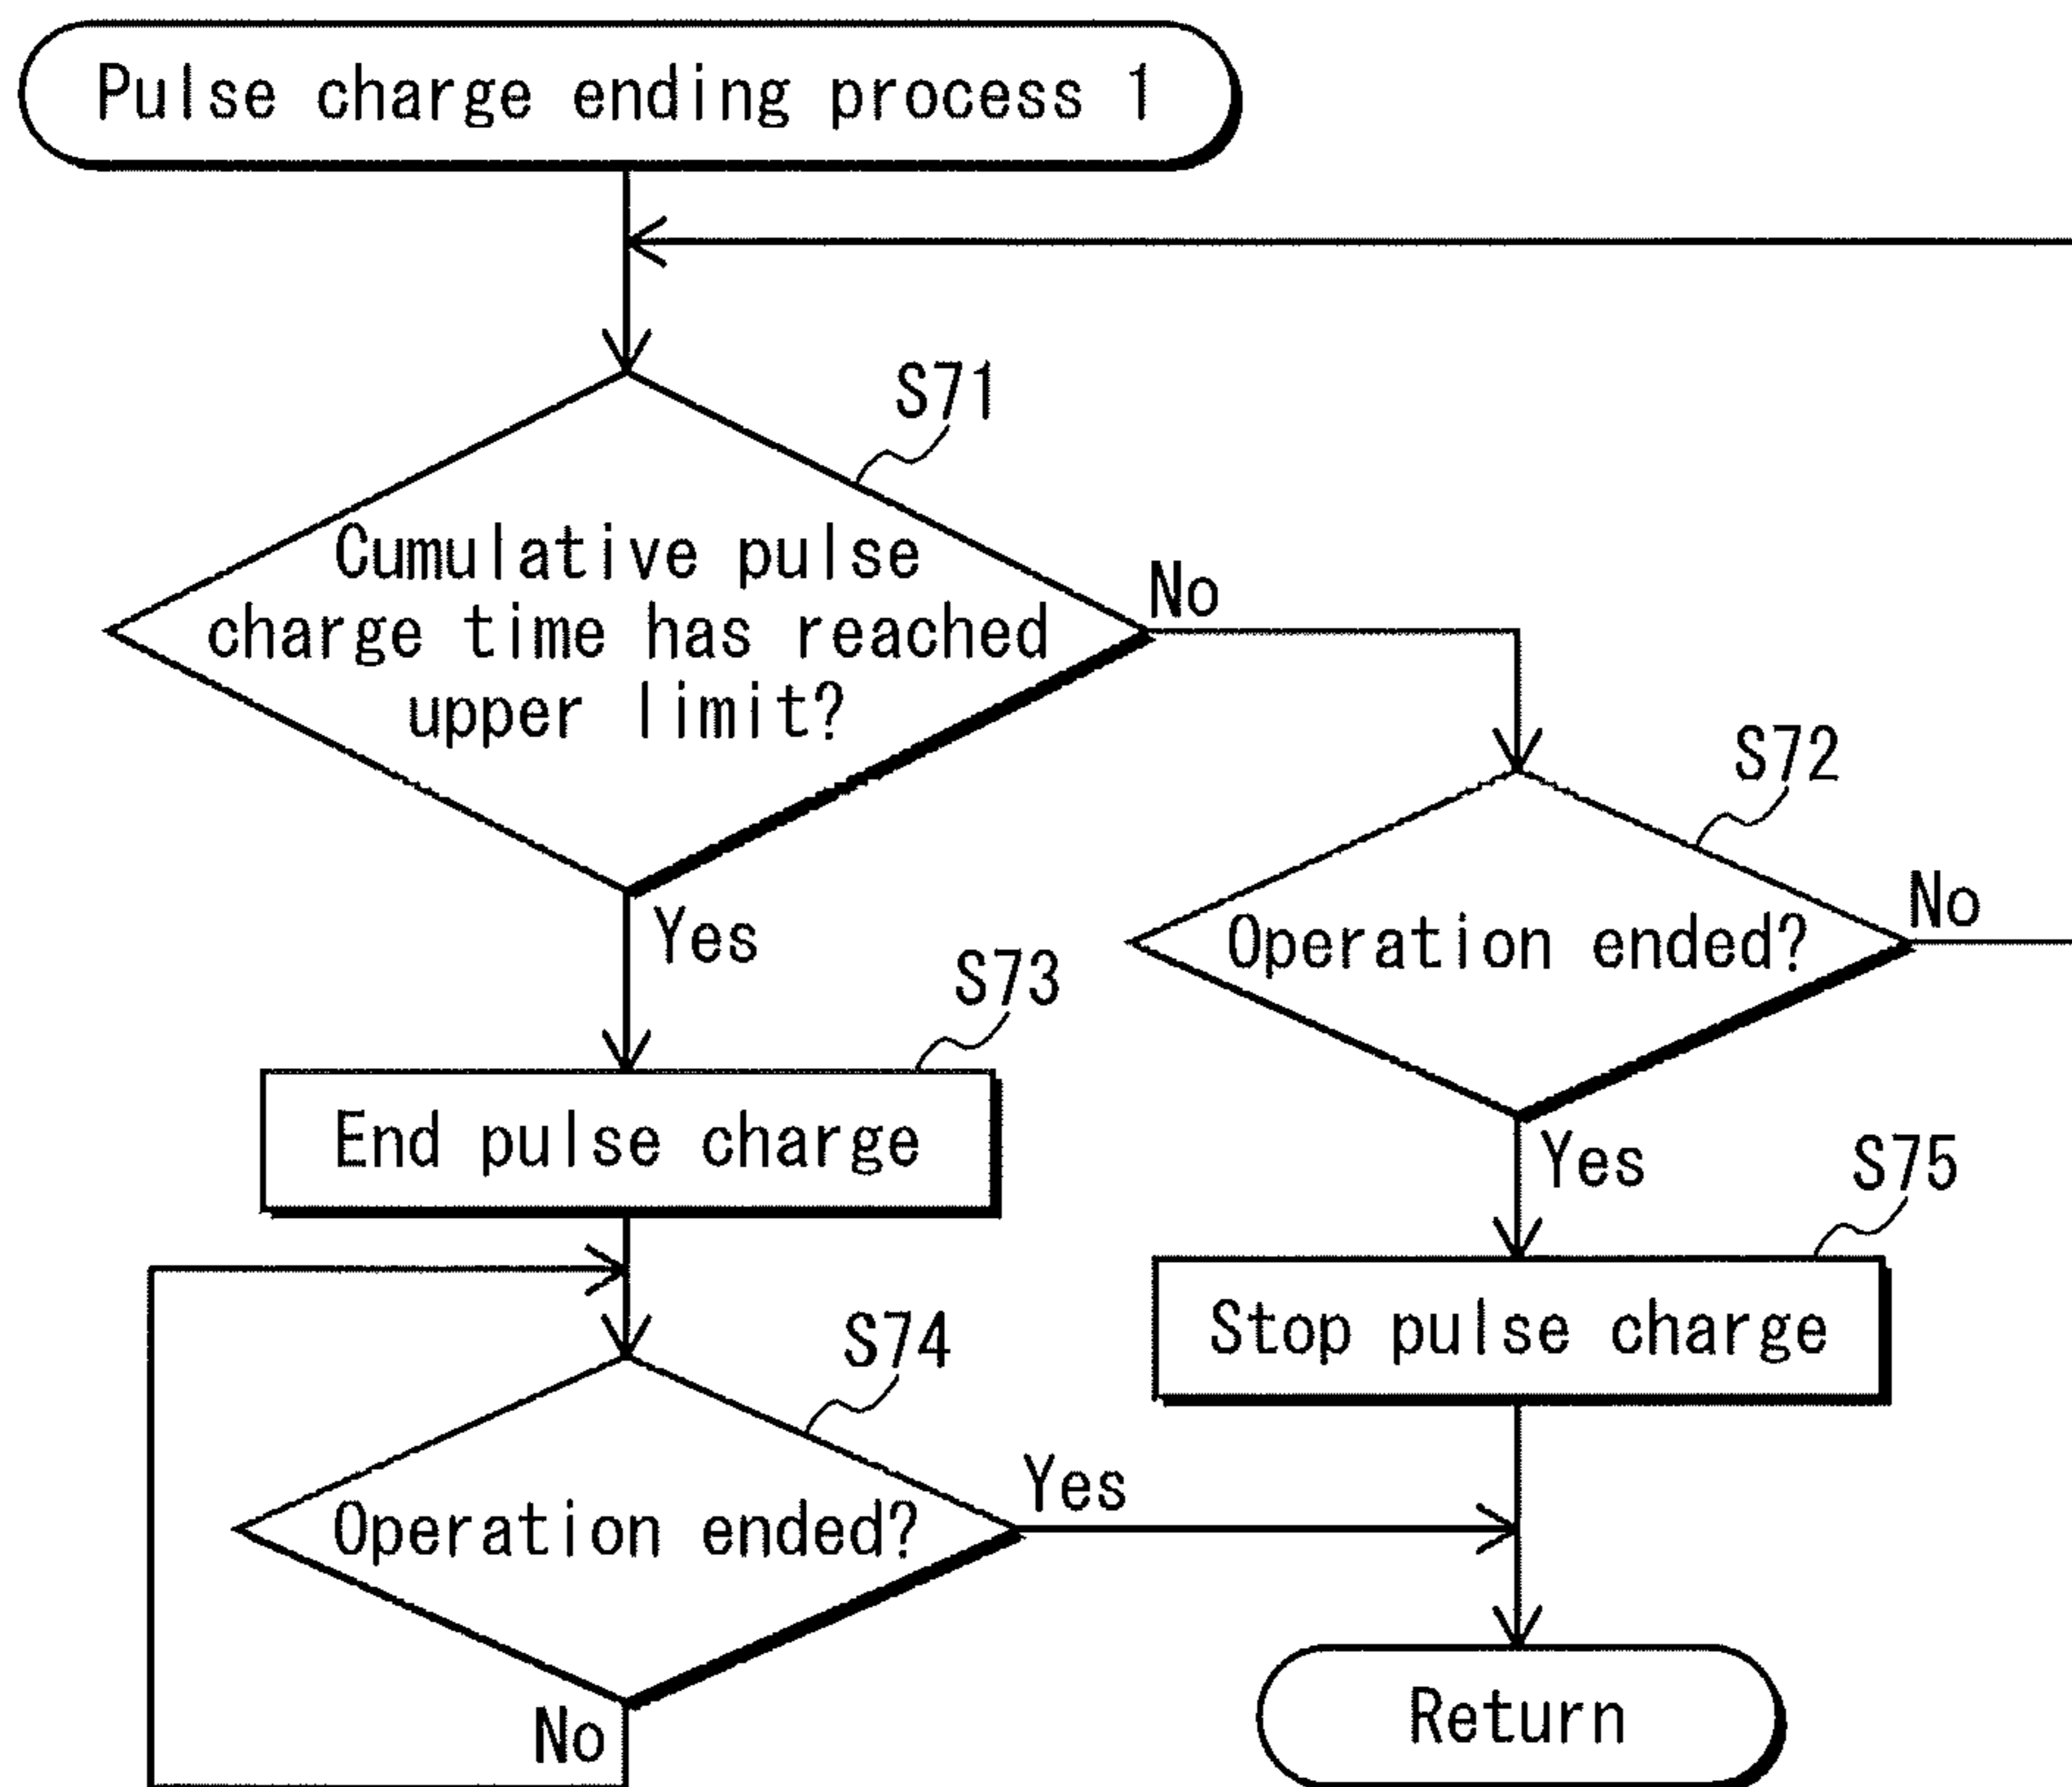 Pulse charge ending process 1
S71
Cumulative pulse
charge time has reached
upper limit?
No
Yes
S72
Operation ended?
No
Yes
S73
End pulse charge
S75
Stop pulse charge
S74
Operation ended?
Yes
No
Return